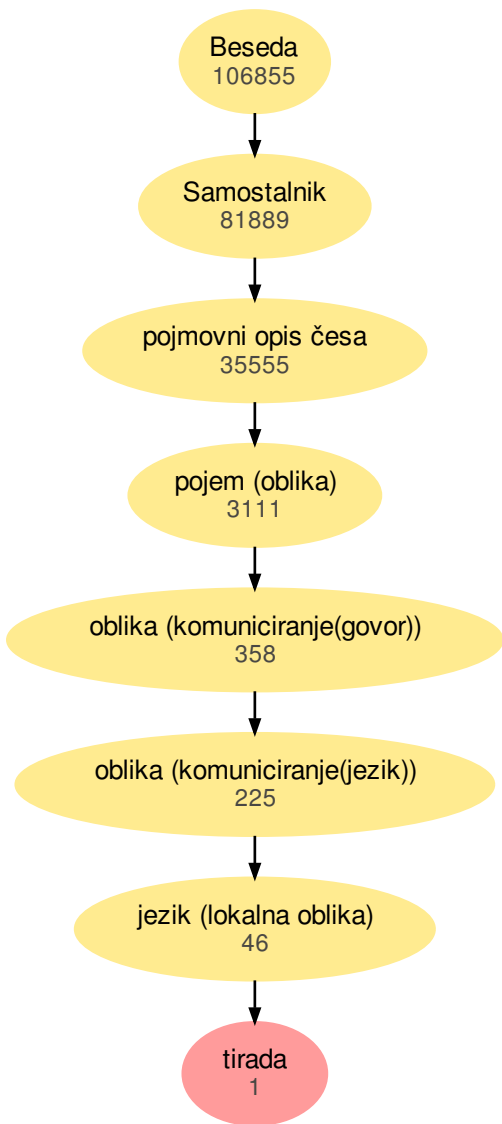 Beseda
106855
Samostalnik
81889
pojmovni opis česa
35555
pojem (oblika)
3111
oblika (komuniciranje(govor))
358
oblika (komuniciranje(jezik))
225
jezik (lokalna oblika)
46
tirada
1